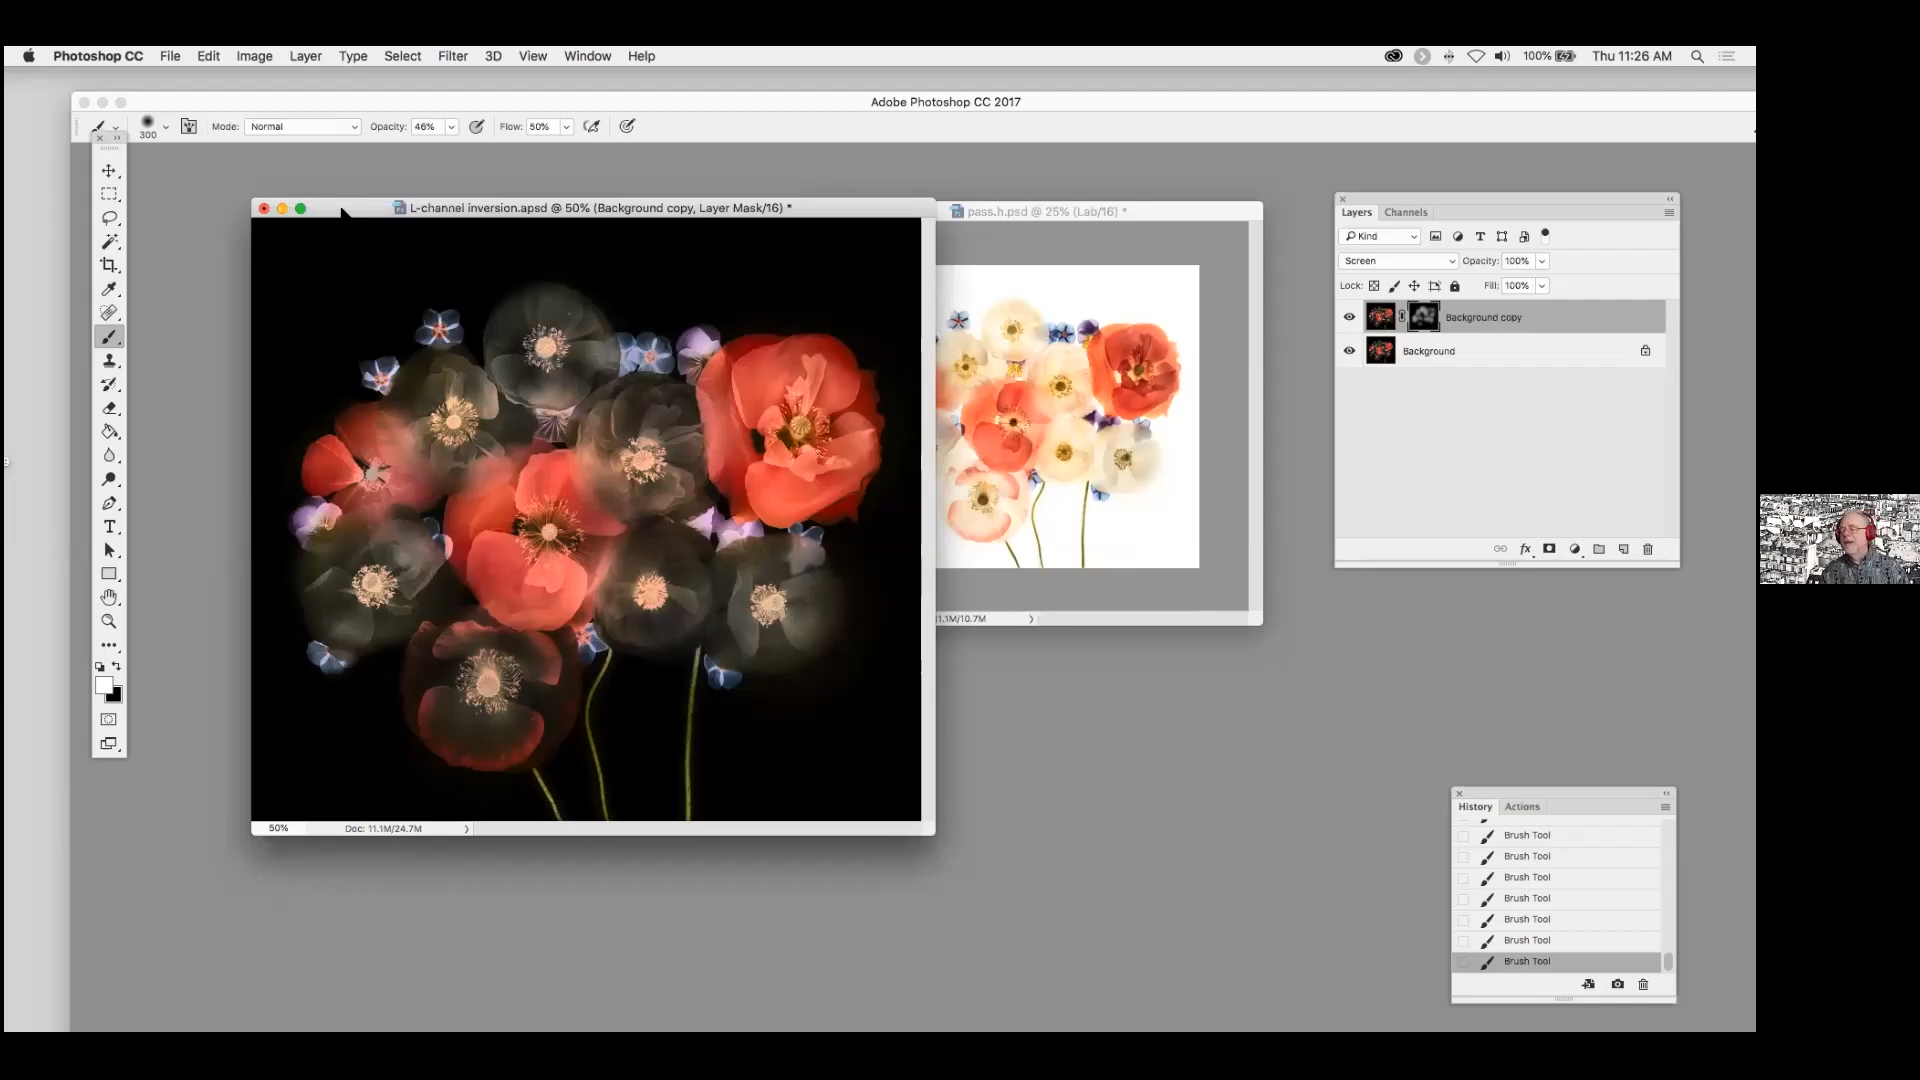 Photoshop CC File Edit Image Layer Type Select Filter 3D View Window Help 100% Thu 11:26 AM
Adobe Photoshop CC 2017
300 Mode: Normal Opacity: 46% Flow: 50%
L-channel inversion.apsd @ 50% (Background copy, Layer Mask/16) *
pass.h.psd @ 25% (Lab/16) *
Layers Channels
Kind
Screen Opacity: 100%
Lock: Fill: 100%
Background copy
Background
fx
1.1M/10.7M
50% Doc: 11.1M/24.7M
History Actions
Brush Tool
Brush Tool
Brush Tool
Brush Tool
Brush Tool
Brush Tool
Brush Tool